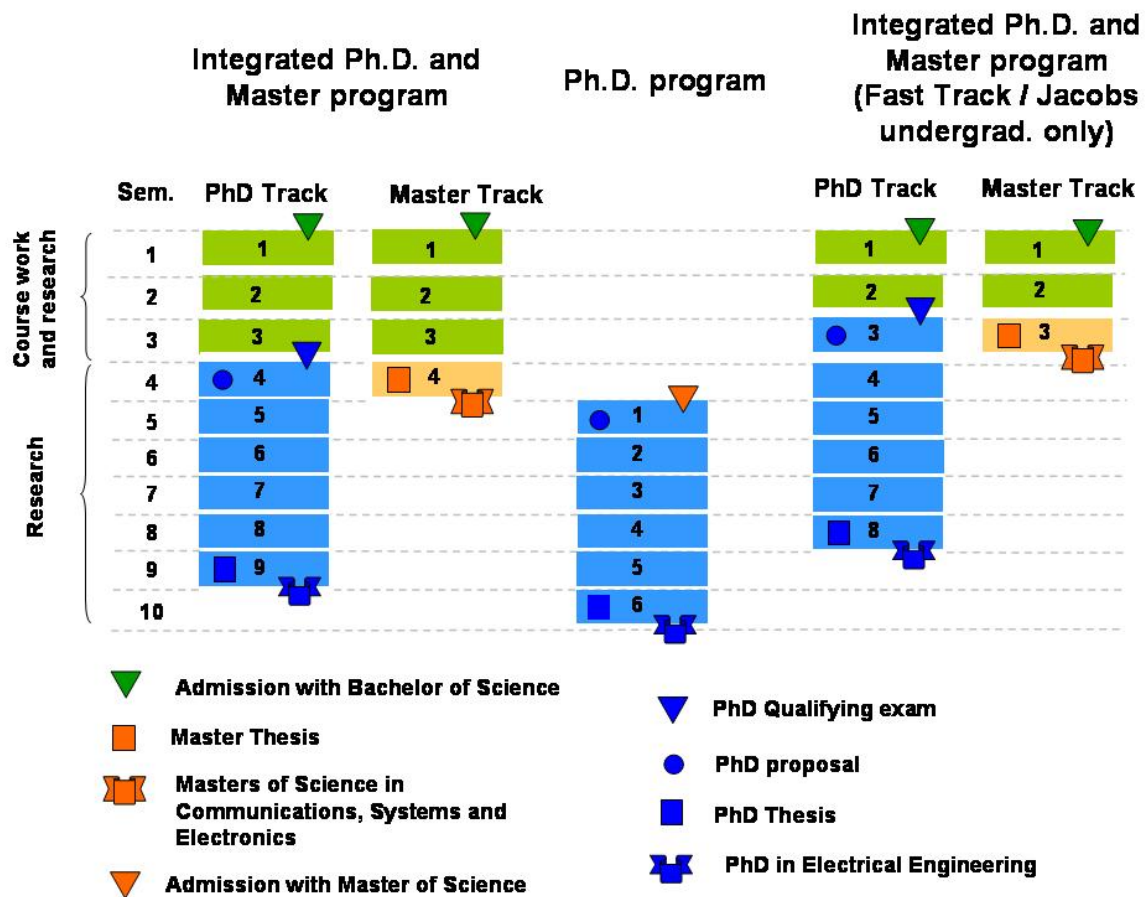 Integrated Ph.D. and
Master program
Ph.D. program
Integrated Ph.D. and
Master program
(Fast Track / Jacobs
undergrad. only)
Sem.
PhD Track
Master Track
PhD Track
Master Track
Course work
and research
Research
1 1 1 1 1
2 2 2 2 2
3 3 3 3 3
4 4 4 4
5 5 1 5
6 6 2 6
7 7 3 7
8 8 4 8
9 9 5
10 6
Admission with Bachelor of Science
Master Thesis
Masters of Science in
Communications, Systems and
Electronics
Admission with Master of Science
PhD Qualifying exam
PhD proposal
PhD Thesis
PhD in Electrical Engineering